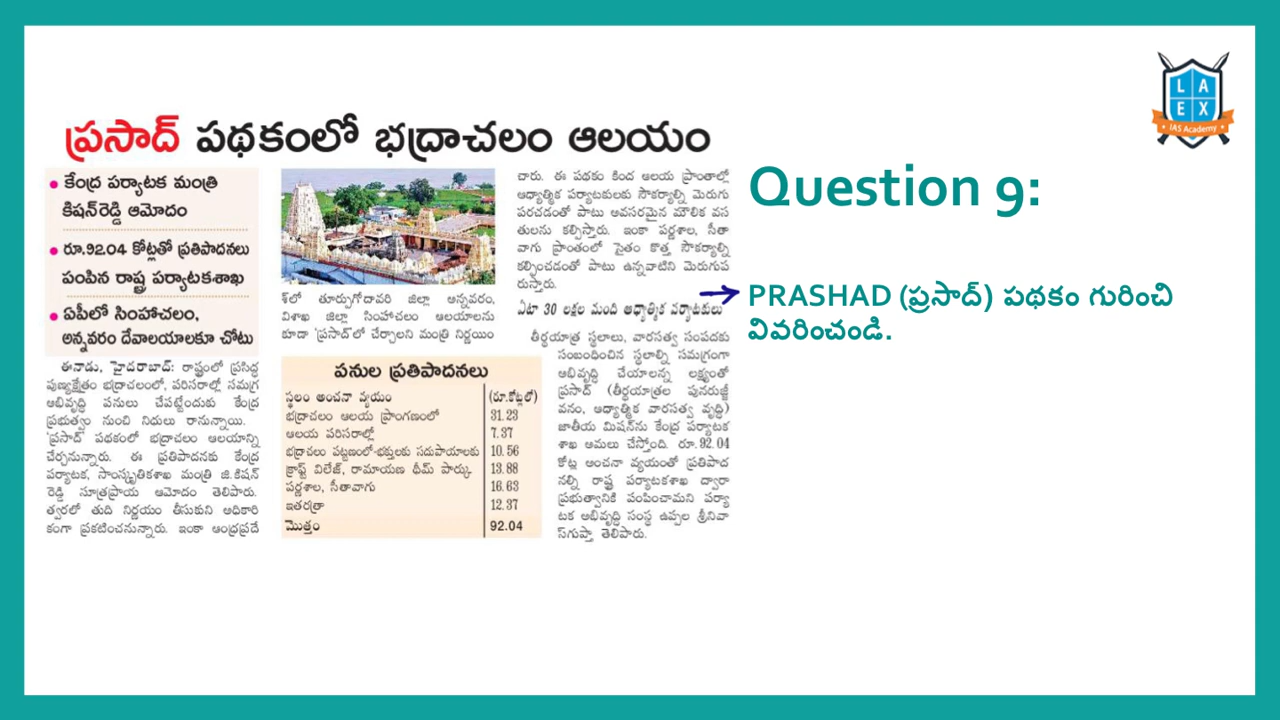 LAEX
IAS Academy
ప్రసాద్ పథకంలో భద్రాచలం ఆలయం
• కేంద్ర పర్యాటక మంత్రి
కిషన్‌రెడ్డి ఆమోదం
• రూ.92.04 కోట్లతో ప్రతిపాదనలు
పంపిన రాష్ట్ర పర్యాటకశాఖ
• ఏపీలో సింహాచలం,
అన్నవరం దేవాలయాలకూ చోటు
ఈనాడు, హైదరాబాద్: రాష్ట్రంలో ప్రసిద్ధ
పుణ్యక్షేత్రం భద్రాచలంలో, పరిసరాల్లో సమగ్ర
అభివృద్ధి పనులు చేపట్టేందుకు కేంద్ర
ప్రభుత్వం నుంచి నిధులు రానున్నాయి.
'ప్రసాద్' పథకంలో భద్రాచలం ఆలయాన్ని
చేర్చనున్నారు. ఈ ప్రతిపాదనకు కేంద్ర
పర్యాటక, సాంస్కృతికశాఖ మంత్రి జి.కిషన్
రెడ్డి సూత్రప్రాయ ఆమోదం తెలిపారు.
త్వరలో తుది నిర్ణయం తీసుకుని అధికారి
కంగా ప్రకటించనున్నారు. ఇంకా ఆంధ్రప్రదే
శ్‌లో తూర్పుగోదావరి జిల్లా అన్నవరం,
విశాఖ జిల్లా సింహాచలం ఆలయాలను
కూడా 'ప్రసాద్'లో చేర్చాలని మంత్రి నిర్ణయిం
పనుల ప్రతిపాదనలు
స్థలం అంచనా వ్యయం (రూ.కోట్లలో)
భద్రాచలం ఆలయ ప్రాంగణంలో 31.23
ఆలయ పరిసరాల్లో 7.37
భద్రాచలం పట్టణంలో-భక్తులకు సదుపాయాలకు 10.56
క్రాఫ్ట్ విలేజ్, రామాయణ థీమ్ పార్కు 13.88
పర్ణశాల, సీతావాగు 16.63
ఇతరత్రా 12.37
మొత్తం 92.04
చారు. ఈ పథకం కింద ఆలయ ప్రాంతాల్లో
ఆధ్యాత్మిక పర్యాటకులకు సౌకర్యాల్ని మెరుగు
పరచడంతో పాటు అవసరమైన మౌలిక వస
తులను కల్పిస్తారు. ఇంకా పర్ణశాల, సీతా
వాగు ప్రాంతంలో సైతం కొత్త సౌకర్యాల్ని
కల్పించడంతో పాటు ఉన్నవాటిని మెరుగుప
రుస్తారు.
ఏటా 30 లక్షల మంది ఆధ్యాత్మిక పర్యాటకులు
తీర్థయాత్ర స్థలాలు, వారసత్వ సంపదకు
సంబంధించిన స్థలాల్ని సమగ్రంగా
అభివృద్ధి చేయాలన్న లక్ష్యంతో
ప్రసాద్ (తీర్థయాత్రల పునరుజ్జీ
వనం, ఆధ్యాత్మిక వారసత్వ వృద్ధి)
జాతీయ మిషన్‌ను కేంద్ర పర్యాటక
శాఖ అమలు చేస్తోంది. రూ.92.04
కోట్ల అంచనా వ్యయంతో ప్రతిపాద
నల్ని రాష్ట్ర పర్యాటకశాఖ ద్వారా
ప్రభుత్వానికి పంపించామని పర్యా
టక అభివృద్ధి సంస్థ ఉప్పల శ్రీనివా
స్‌గుప్తా తెలిపారు.
Question 9:
PRASHAD (ప్రసాద్) పథకం గురించి
వివరించండి.